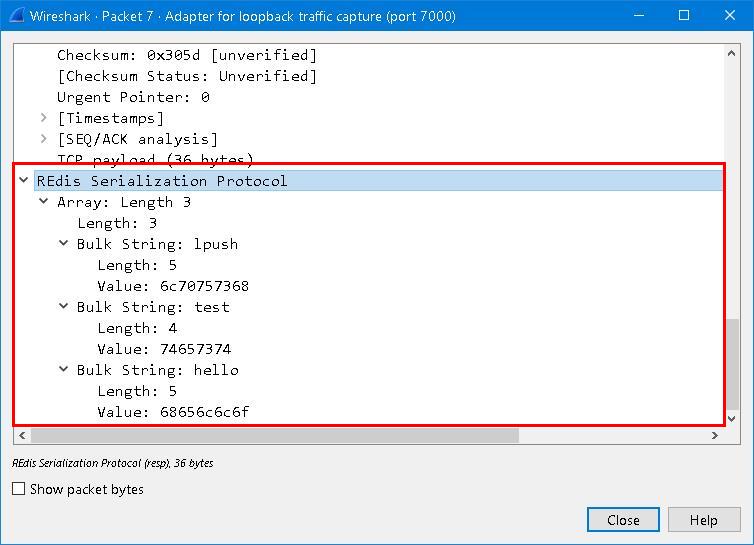 Wireshark · Packet 7 · Adapter for loopback traffic capture (port 7000)
Checksum: 0x305d [unverified]
[Checksum Status: Unverified]
Urgent Pointer: 0
[Timestamps]
[SEQ/ACK analysis]
TCP payload (36 bytes)
REdis Serialization Protocol
Array: Length 3
Length: 3
Bulk String: lpush
Length: 5
Value: 6c70757368
Bulk String: test
Length: 4
Value: 74657374
Bulk String: hello
Length: 5
Value: 68656c6c6f
REdis Serialization Protocol (resp), 36 bytes
Show packet bytes
Close
Help